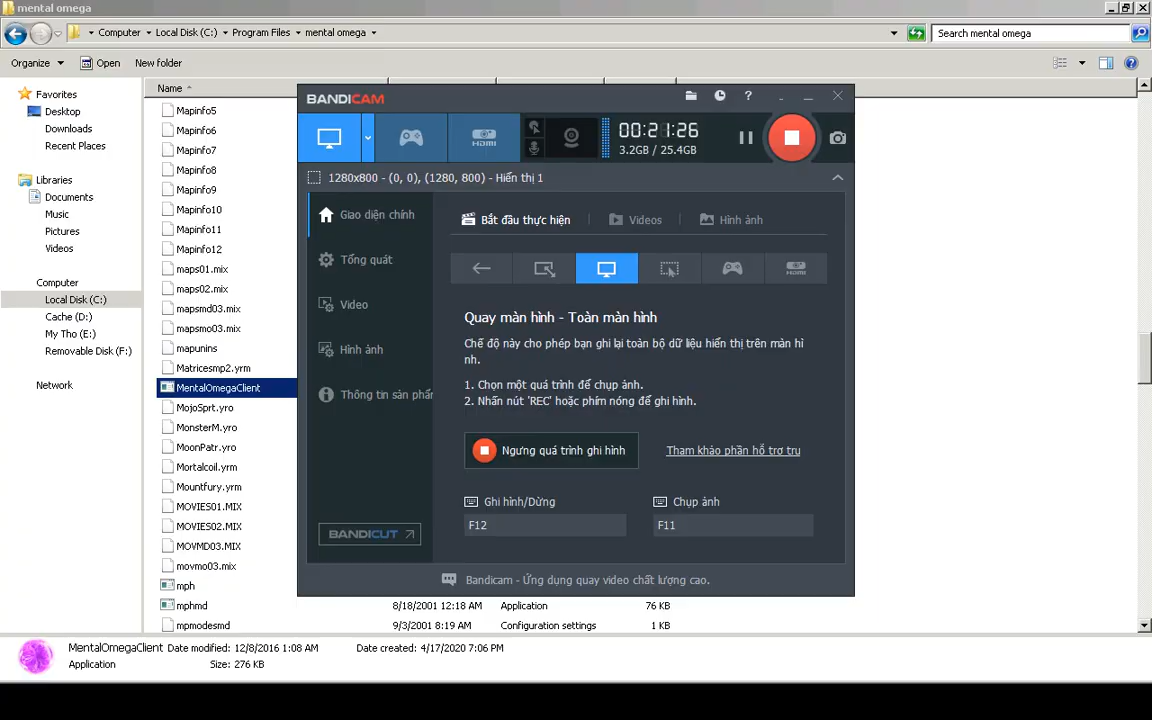 mental omega
Computer Local Disk (C:) Program Files mental omega
Search mental omega
Organize Open New folder
Favorites
Desktop
Downloads
Recent Places
Libraries
Documents
Music
Pictures
Videos
Computer
Local Disk (C:)
Cache (D:)
My Tho (E:)
Removable Disk (F:)
Network
Name
Mapinfo5
Mapinfo6
Mapinfo7
Mapinfo8
Mapinfo9
Mapinfo10
Mapinfo11
Mapinfo12
maps01.mix
maps02.mix
mapsmd03.mix
mapsmo03.mix
mapunins
Matricesmp2.yrm
MentalOmegaClient
MojoSprt.yro
MonsterM.yro
MoonPatr.yro
Mortalcoil.yrm
Mountfury.yrm
MOVIES01.MIX
MOVIES02.MIX
MOVMD03.MIX
movmo03.mix
mph
mphmd 8/18/2001 12:18 AM Application 76 KB
mpmodesmd 9/3/2001 8:19 AM Configuration settings 1 KB
BANDICAM
HDMI
00:21:26
3.2GB / 25.4GB
1280x800 - (0, 0), (1280, 800) - Hiển thị 1
Giao diện chính
Tổng quát
Video
Hình ảnh
Thông tin sản phẩ
BANDICUT
Bắt đầu thực hiện Videos Hình ảnh
HDMI
Quay màn hình - Toàn màn hình
Chế độ này cho phép bạn ghi lại toàn bộ dữ liệu hiển thị trên màn hì
nh.
1. Chọn một quá trình để chụp ảnh.
2. Nhấn nút 'REC' hoặc phím nóng để ghi hình.
Ngưng quá trình ghi hình Tham khảo phần hỗ trợ trụ
Ghi hình/Dừng Chụp ảnh
F12 F11
Bandicam - Ứng dụng quay video chất lượng cao.
MentalOmegaClient Date modified: 12/8/2016 1:08 AM Date created: 4/17/2020 7:06 PM
Application Size: 276 KB